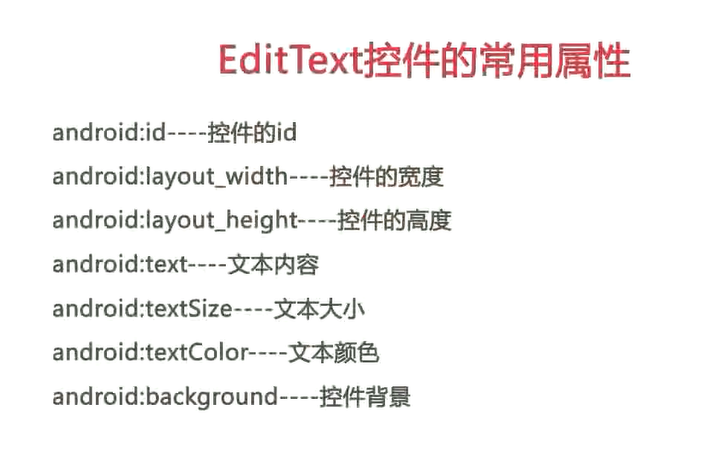 EditText控件的常用属性
android:id----控件的id
android:layout_width----控件的宽度
android:layout_height----控件的高度
android:text----文本内容
android:textSize----文本大小
android:textColor----文本颜色
android:background----控件背景